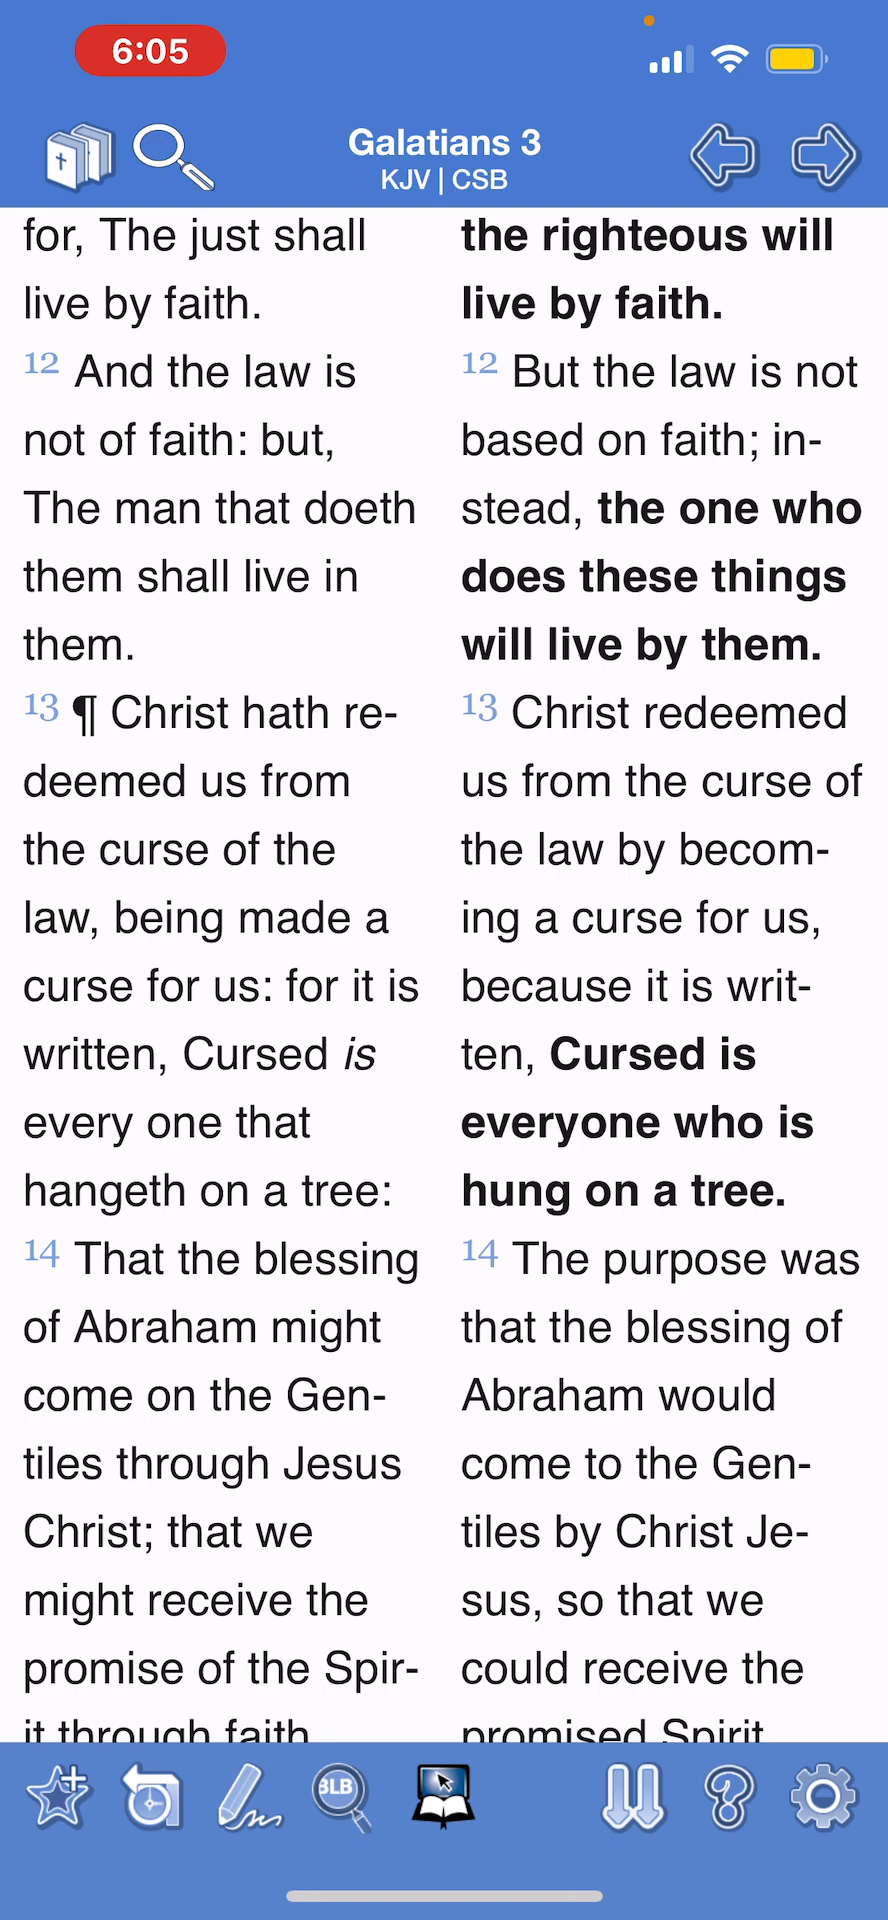 6:05
Galatians 3
KJV | CSB
for, The just shall
live by faith.
12 And the law is
not of faith: but,
The man that doeth
them shall live in
them.
13 ¶ Christ hath re-
deemed us from
the curse of the
law, being made a
curse for us: for it is
written, Cursed is
every one that
hangeth on a tree:
14 That the blessing
of Abraham might
come on the Gen-
tiles through Jesus
Christ; that we
might receive the
promise of the Spir-
it through faith
the righteous will
live by faith.
12 But the law is not
based on faith; in-
stead, the one who
does these things
will live by them.
13 Christ redeemed
us from the curse of
the law by becom-
ing a curse for us,
because it is writ-
ten, Cursed is
everyone who is
hung on a tree.
14 The purpose was
that the blessing of
Abraham would
come to the Gen-
tiles by Christ Je-
sus, so that we
could receive the
promised Spirit
BLB